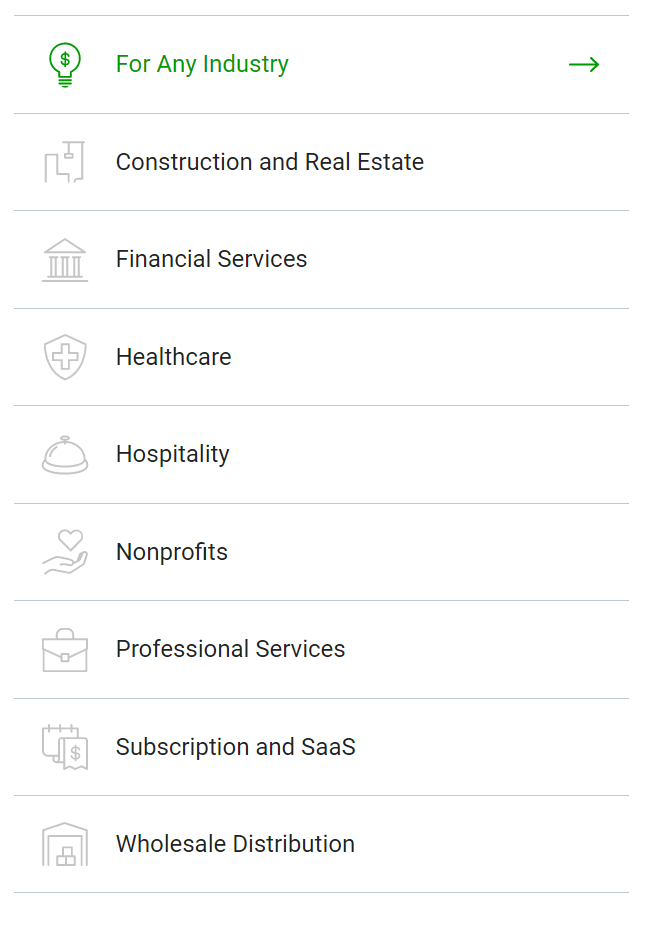 For Any Industry
Construction and Real Estate
Financial Services
Healthcare
Hospitality
Nonprofits
Professional Services
Subscription and SaaS
Wholesale Distribution